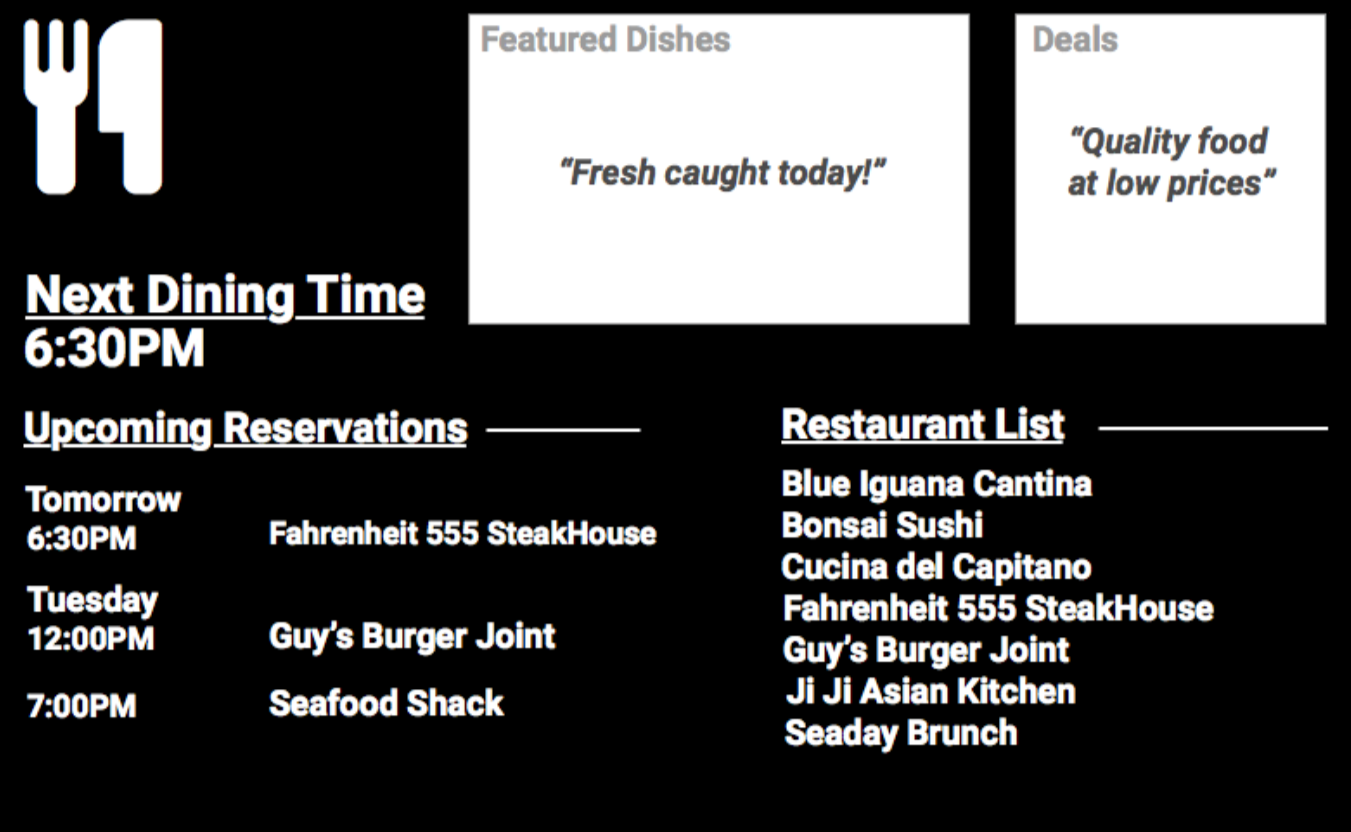 Featured Dishes
“Fresh caught today!”
Deals
“Quality food
at low prices”
Next Dining Time
6:30PM
Upcoming Reservations
Tomorrow
6:30PM Fahrenheit 555 SteakHouse
Tuesday
12:00PM Guy’s Burger Joint
7:00PM Seafood Shack
Restaurant List
Blue Iguana Cantina
Bonsai Sushi
Cucina del Capitano
Fahrenheit 555 SteakHouse
Guy’s Burger Joint
Ji Ji Asian Kitchen
Seaday Brunch